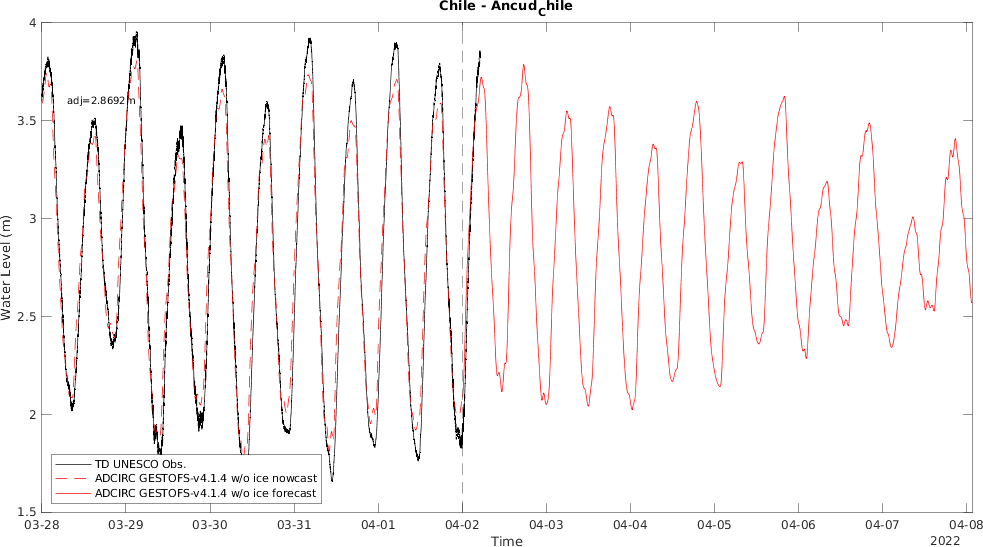 Chile - Ancud_Chile
4
3.5
3
2.5
2
1.5
Water Level (m)
adj=2.8692m
TD UNESCO Obs.
ADCIRC GESTOFS-v4.1.4 w/o ice nowcast
ADCIRC GESTOFS-v4.1.4 w/o ice forecast
03-28 03-29 03-30 03-31 04-01 04-02 04-03 04-04 04-05 04-06 04-07 04-08
Time
2022